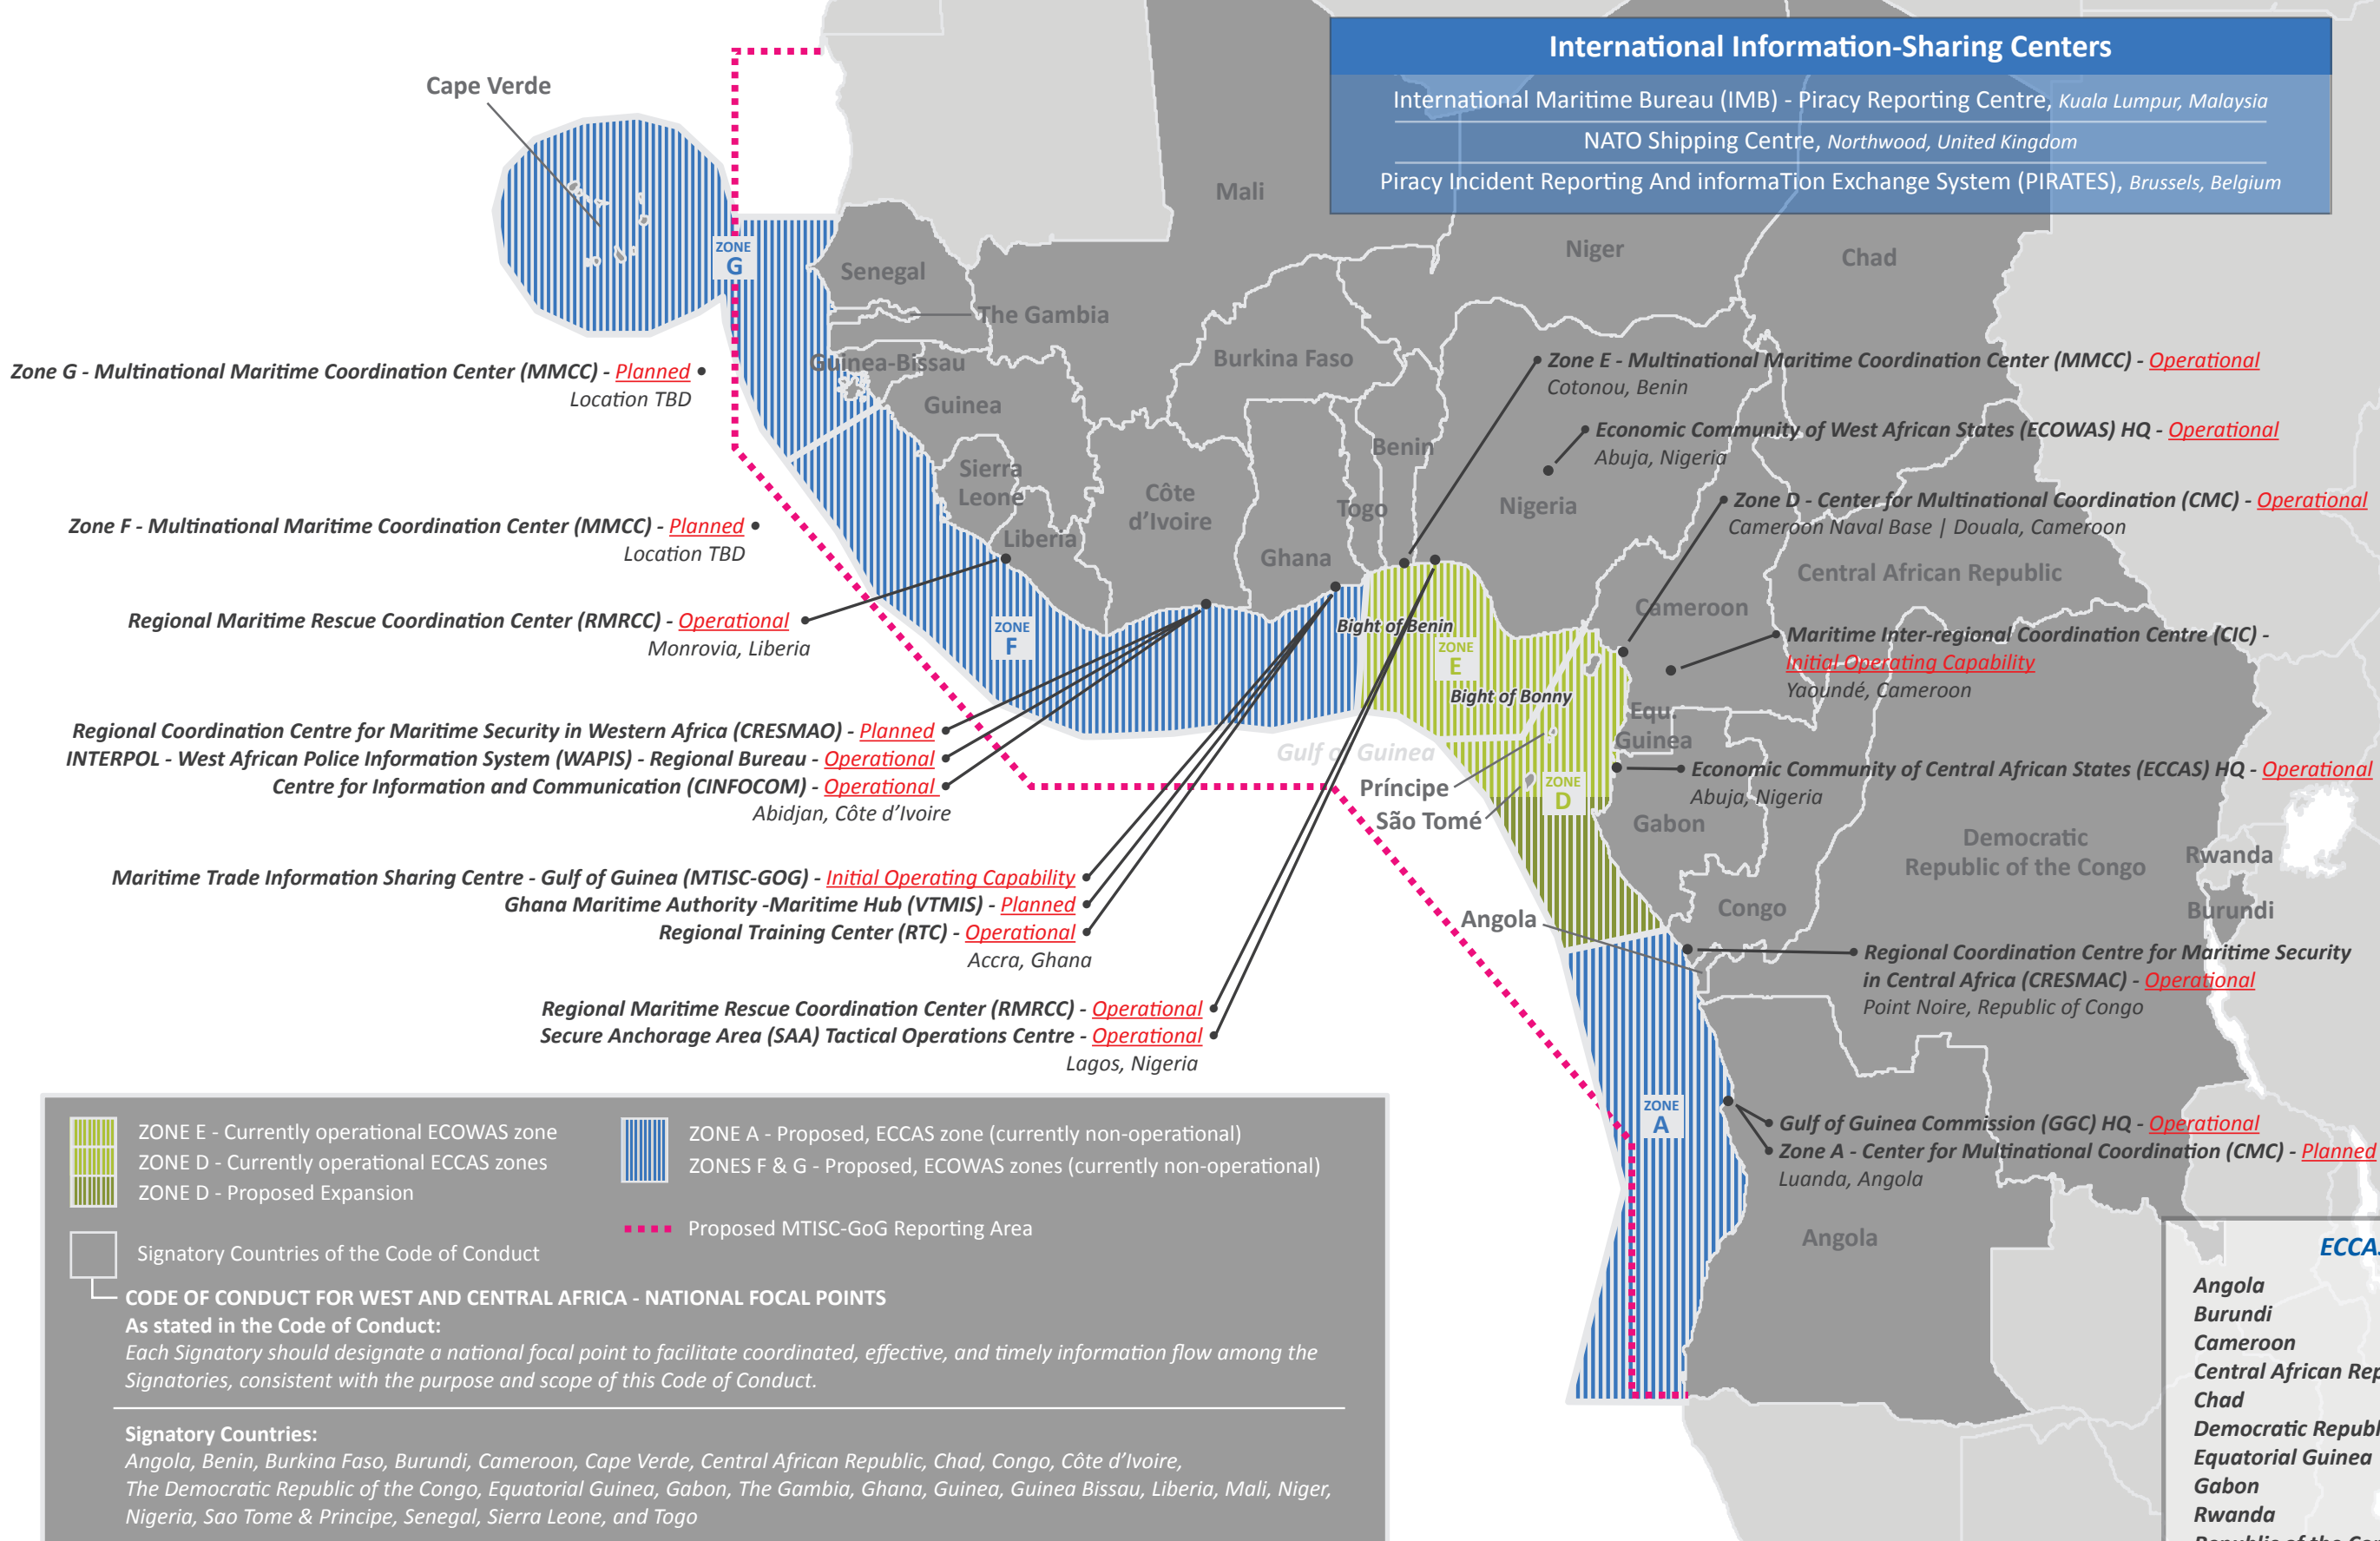 International Information-Sharing Centers
International Maritime Bureau (IMB) - Piracy Reporting Centre, Kuala Lumpur, Malaysia
NATO Shipping Centre, Northwood, United Kingdom
Piracy Incident Reporting And informaTion Exchange System (PIRATES), Brussels, Belgium
Cape Verde
Mali
Niger
Chad
ZONE
G
Senegal
The Gambia
Guinea-Bissau
Burkina Faso
Guinea
Benin
Sierra
Leone
Côte
d'Ivoire
Togo
Nigeria
Liberia
Ghana
Central African Republic
Cameroon
Zone G - Multinational Maritime Coordination Center (MMCC) - Planned
Location TBD
Zone F - Multinational Maritime Coordination Center (MMCC) - Planned
Location TBD
Regional Maritime Rescue Coordination Center (RMRCC) - Operational
Monrovia, Liberia
Regional Coordination Centre for Maritime Security in Western Africa (CRESMAO) - Planned
INTERPOL - West African Police Information System (WAPIS) - Regional Bureau - Operational
Centre for Information and Communication (CINFOCOM) - Operational
Abidjan, Côte d'Ivoire
Maritime Trade Information Sharing Centre - Gulf of Guinea (MTISC-GOG) - Initial Operating Capability
Ghana Maritime Authority -Maritime Hub (VTMIS) - Planned
Regional Training Center (RTC) - Operational
Accra, Ghana
Regional Maritime Rescue Coordination Center (RMRCC) - Operational
Secure Anchorage Area (SAA) Tactical Operations Centre - Operational
Lagos, Nigeria
Zone E - Multinational Maritime Coordination Center (MMCC) - Operational
Cotonou, Benin
Economic Community of West African States (ECOWAS) HQ - Operational
Abuja, Nigeria
Zone D - Center for Multinational Coordination (CMC) - Operational
Cameroon Naval Base | Douala, Cameroon
Maritime Inter-regional Coordination Centre (CIC) -
Initial Operating Capability
Yaoundé, Cameroon
Economic Community of Central African States (ECCAS) HQ - Operational
Abuja, Nigeria
Regional Coordination Centre for Maritime Security
in Central Africa (CRESMAC) - Operational
Point Noire, Republic of Congo
Gulf of Guinea Commission (GGC) HQ - Operational
Zone A - Center for Multinational Coordination (CMC) - Planned
Luanda, Angola
ZONE
F
Bight of Benin
ZONE
E
Bight of Bonny
Gulf of Guinea
Equ.
Guinea
Príncipe
São Tomé
ZONE
D
Gabon
Democratic
Republic of the Congo
Rwanda
Burundi
Congo
Angola
ZONE
A
Angola
ZONE E - Currently operational ECOWAS zone
ZONE D - Currently operational ECCAS zones
ZONE D - Proposed Expansion
ZONE A - Proposed, ECCAS zone (currently non-operational)
ZONES F & G - Proposed, ECOWAS zones (currently non-operational)
Proposed MTISC-GoG Reporting Area
Signatory Countries of the Code of Conduct
CODE OF CONDUCT FOR WEST AND CENTRAL AFRICA - NATIONAL FOCAL POINTS
As stated in the Code of Conduct:
Each Signatory should designate a national focal point to facilitate coordinated, effective, and timely information flow among the
Signatories, consistent with the purpose and scope of this Code of Conduct.
Signatory Countries:
Angola, Benin, Burkina Faso, Burundi, Cameroon, Cape Verde, Central African Republic, Chad, Congo, Côte d'Ivoire,
The Democratic Republic of the Congo, Equatorial Guinea, Gabon, The Gambia, Ghana, Guinea, Guinea Bissau, Liberia, Mali, Niger,
Nigeria, Sao Tome & Principe, Senegal, Sierra Leone, and Togo
ECCAS
Angola
Burundi
Cameroon
Central African Rep
Chad
Democratic Republ
Equatorial Guinea
Gabon
Rwanda
Republic of the Con